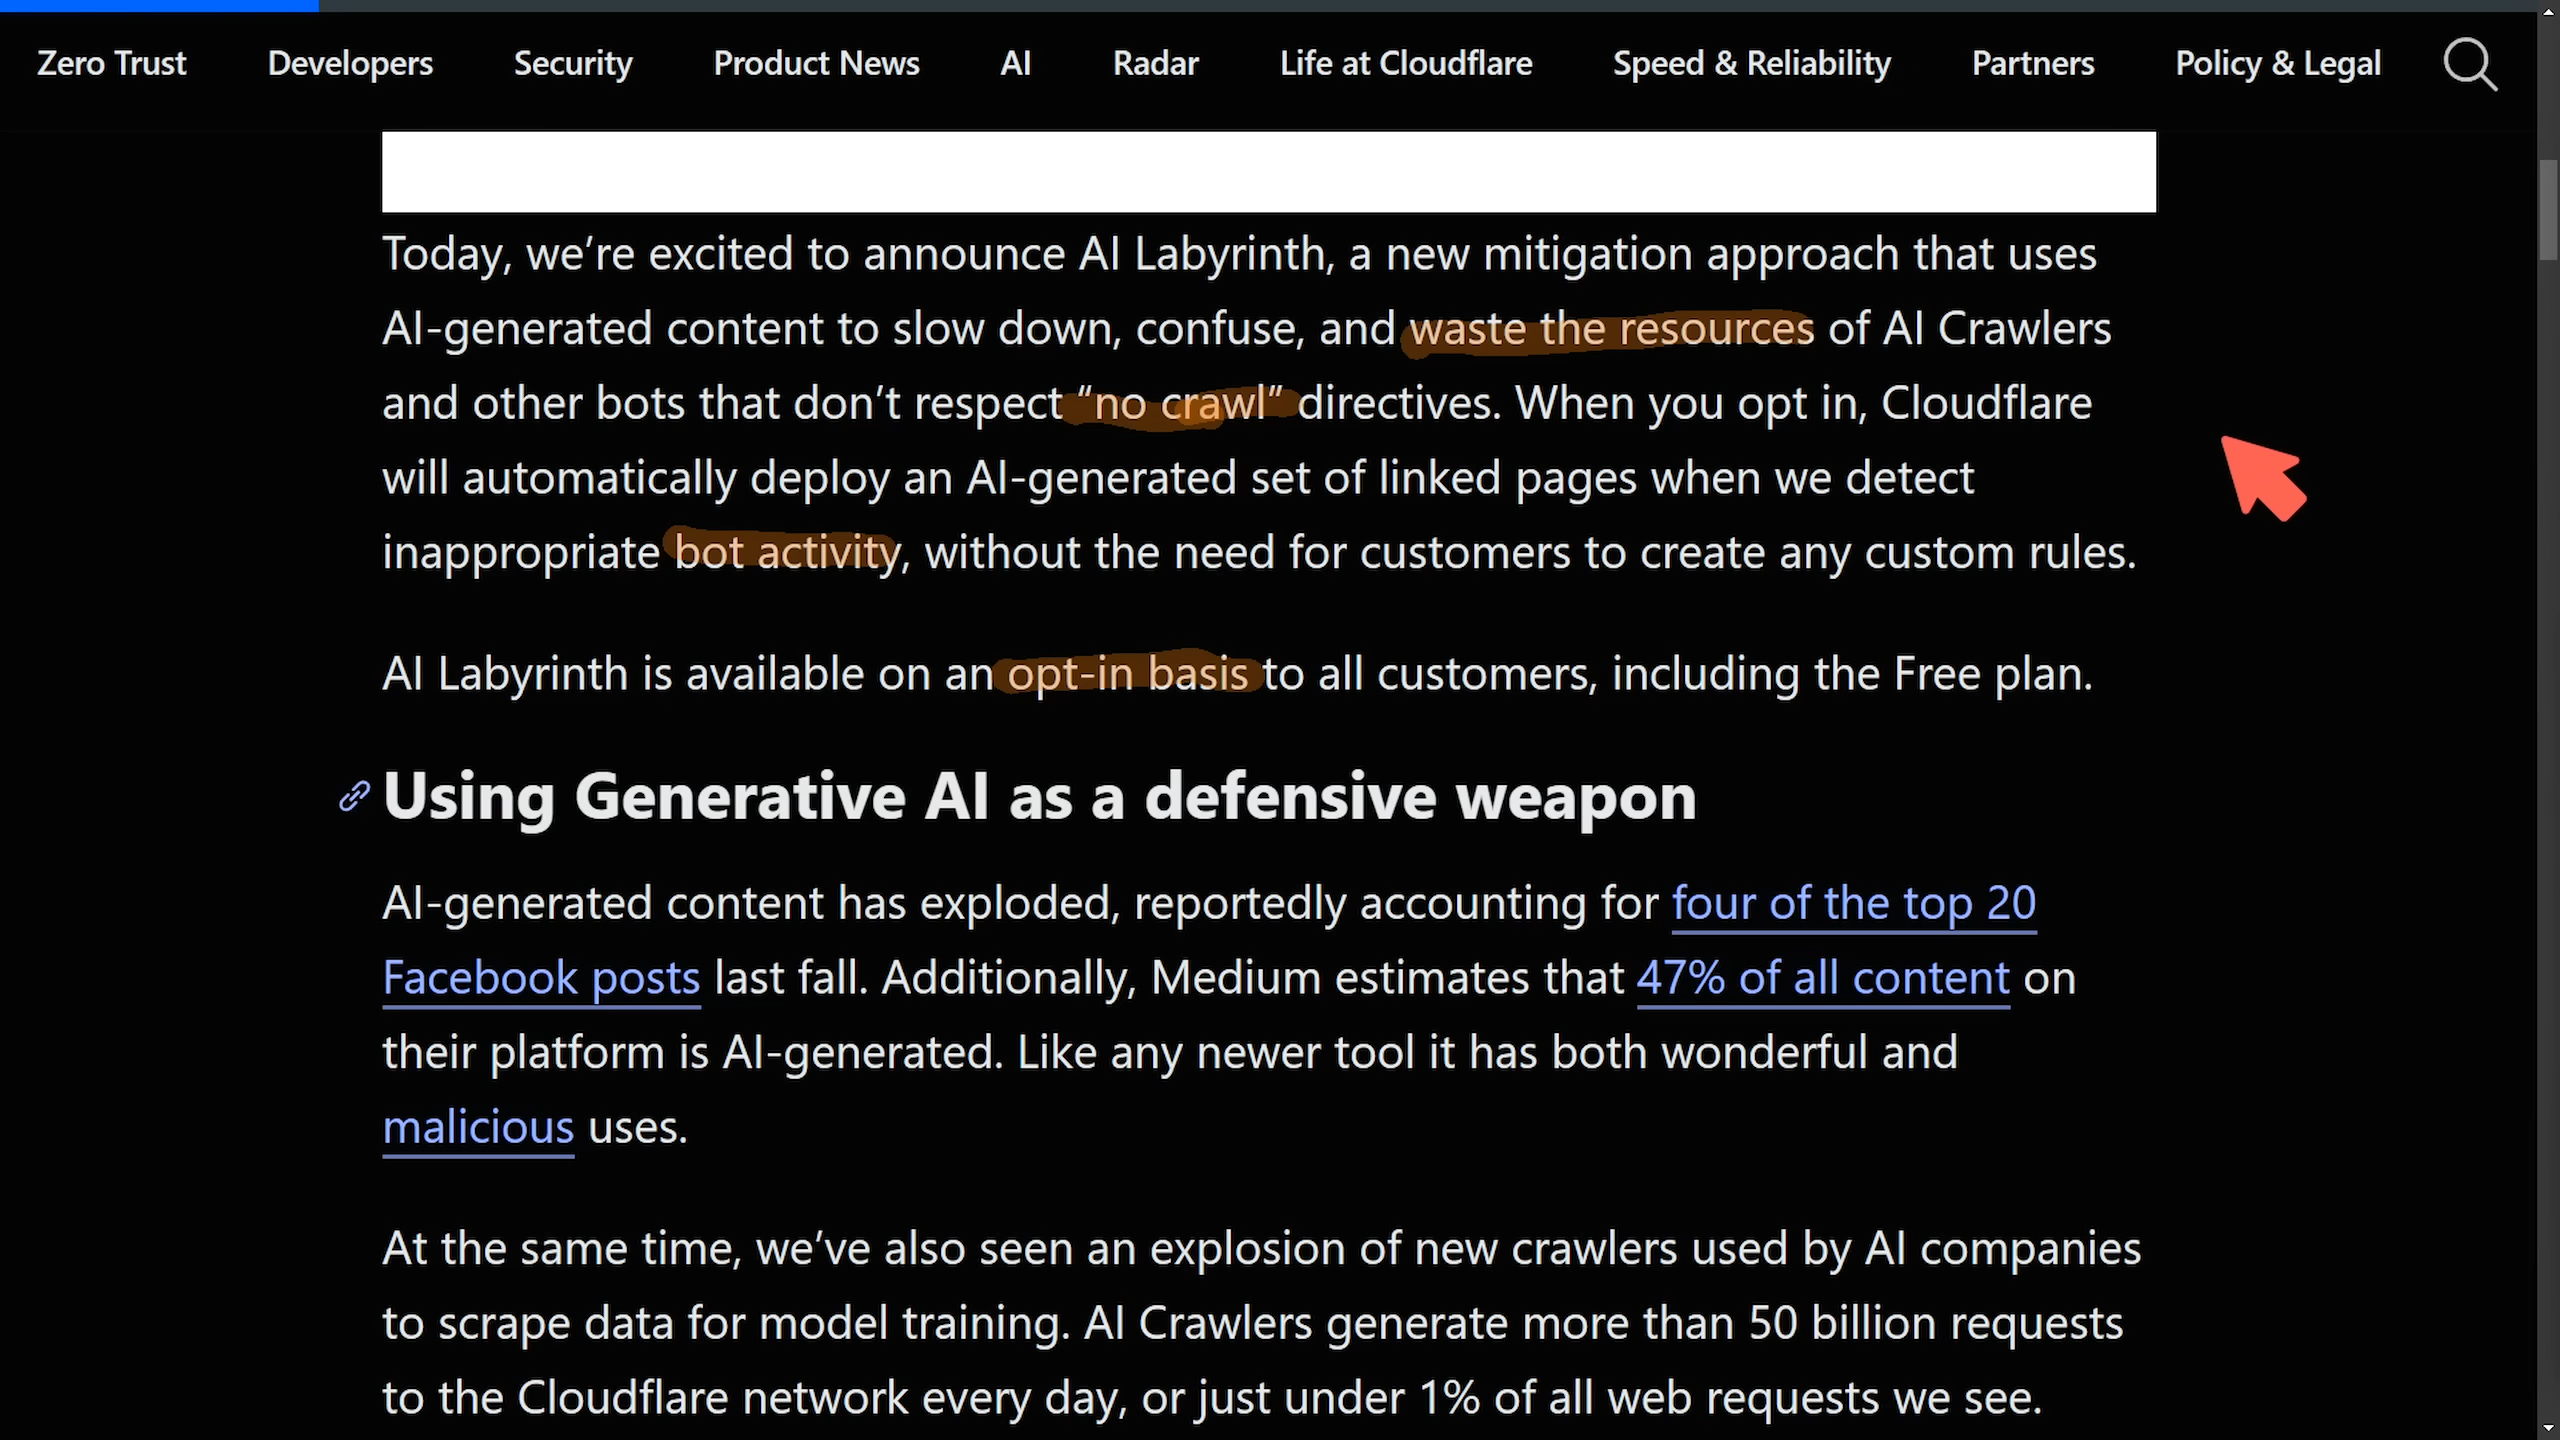 Zero Trust Developers Security Product News AI Radar Life at Cloudflare Speed & Reliability Partners Policy & Legal
Today, we’re excited to announce AI Labyrinth, a new mitigation approach that uses
AI-generated content to slow down, confuse, and waste the resources of AI Crawlers
and other bots that don’t respect “no crawl” directives. When you opt in, Cloudflare
will automatically deploy an AI-generated set of linked pages when we detect
inappropriate bot activity, without the need for customers to create any custom rules.
AI Labyrinth is available on an opt-in basis to all customers, including the Free plan.
Using Generative AI as a defensive weapon
AI-generated content has exploded, reportedly accounting for four of the top 20
Facebook posts last fall. Additionally, Medium estimates that 47% of all content on
their platform is AI-generated. Like any newer tool it has both wonderful and
malicious uses.
At the same time, we’ve also seen an explosion of new crawlers used by AI companies
to scrape data for model training. AI Crawlers generate more than 50 billion requests
to the Cloudflare network every day, or just under 1% of all web requests we see.